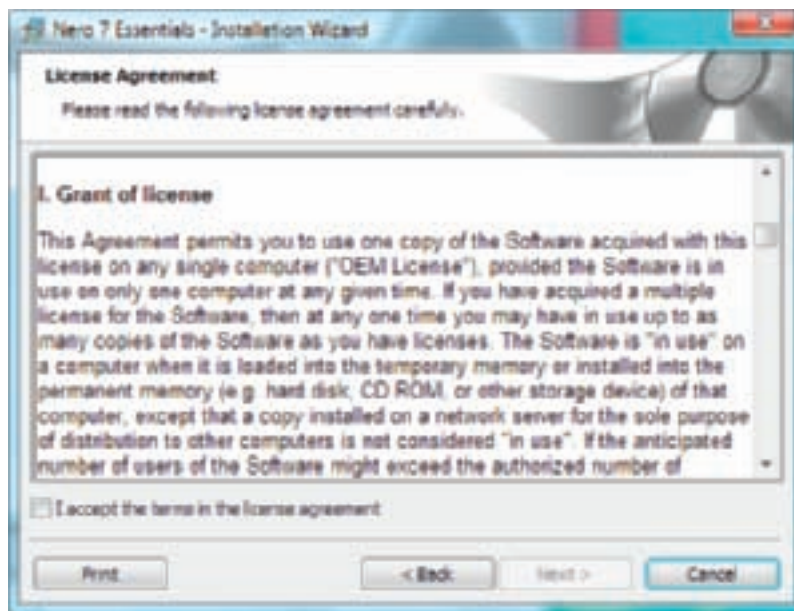 Nero 7 Essentials - Installation Wizard
License Agreement
Please read the following license agreement carefully.
I. Grant of license
This Agreement permits you to use one copy of the Software acquired with this
license on any single computer ("OEM License"), provided the Software is in
use on only one computer at any given time. If you have acquired a multiple
license for the Software, then at any one time you may have in use up to as
many copies of the Software as you have licenses. The Software is "in use" on
a computer when it is loaded into the temporary memory or installed into the
permanent memory (e.g. hard disk, CD ROM, or other storage device) of that
computer, except that a copy installed on a network server for the sole purpose
of distribution to other computers is not considered "in use". If the anticipated
number of users of the Software might exceed the authorized number of
I accept the terms in the license agreement
Print < Back Next > Cancel